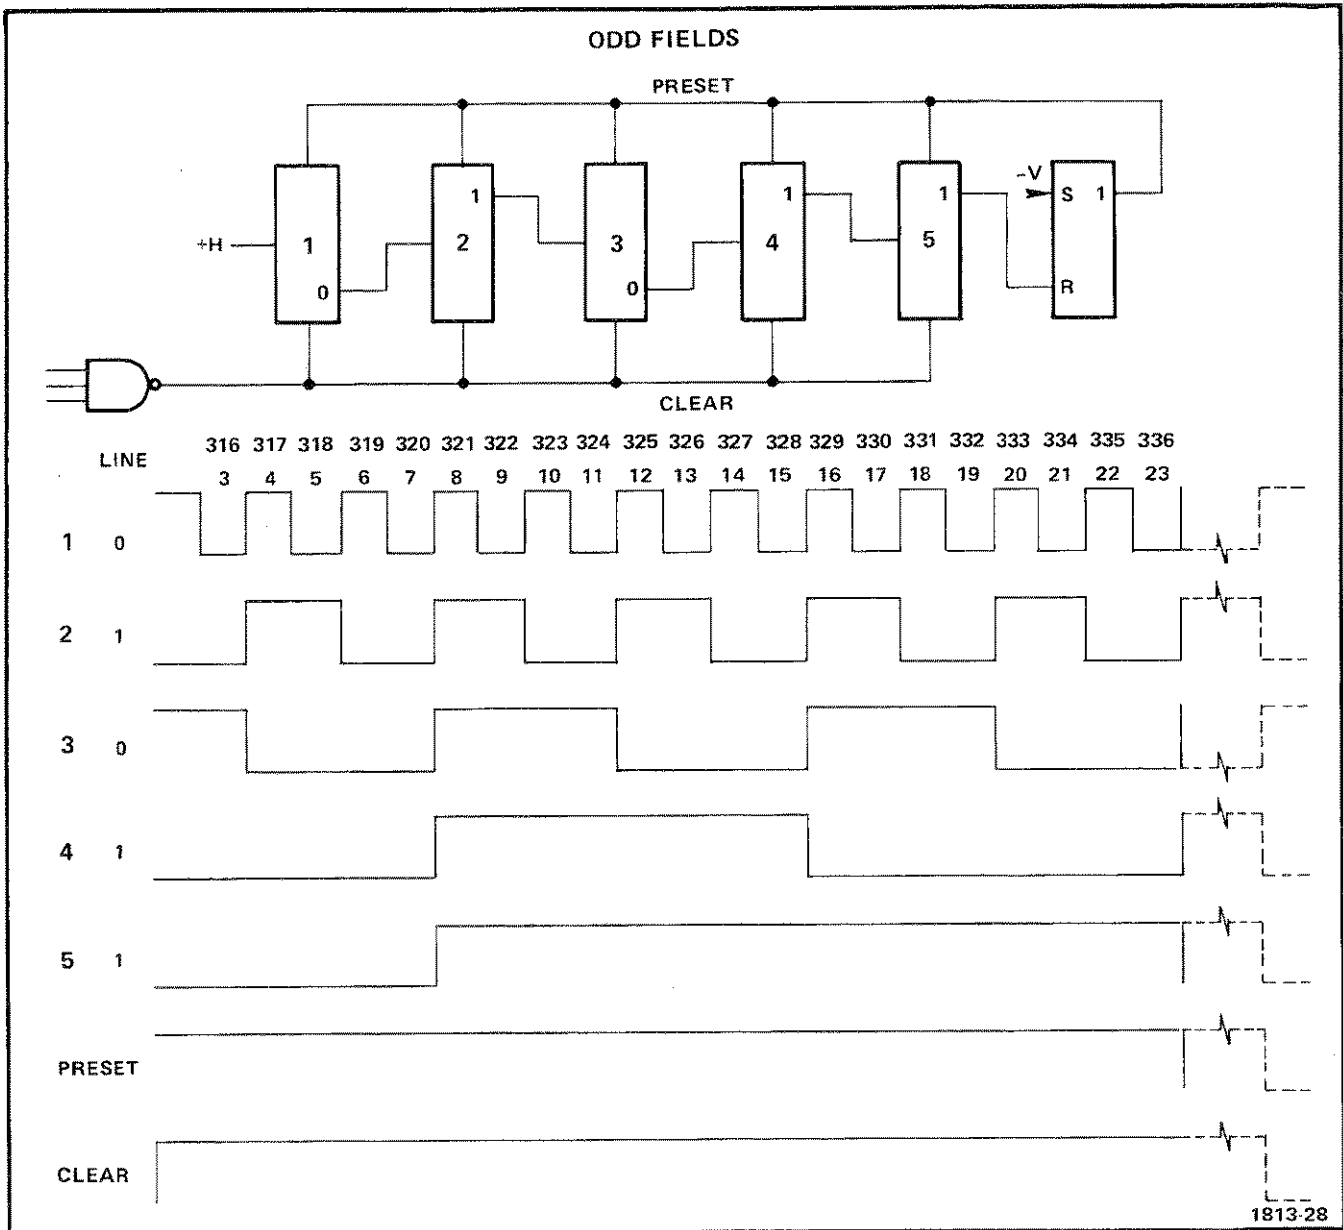 ODD FIELDS
PRESET
-V
1 1 1 S 1
+H 1 2 3 4 5
0 0 R
CLEAR
316 317 318 319 320 321 322 323 324 325 326 327 328 329 330 331 332 333 334 335 336
LINE
3 4 5 6 7 8 9 10 11 12 13 14 15 16 17 18 19 20 21 22 23
1 0
2 1
3 0
4 1
5 1
PRESET
CLEAR
1813-28